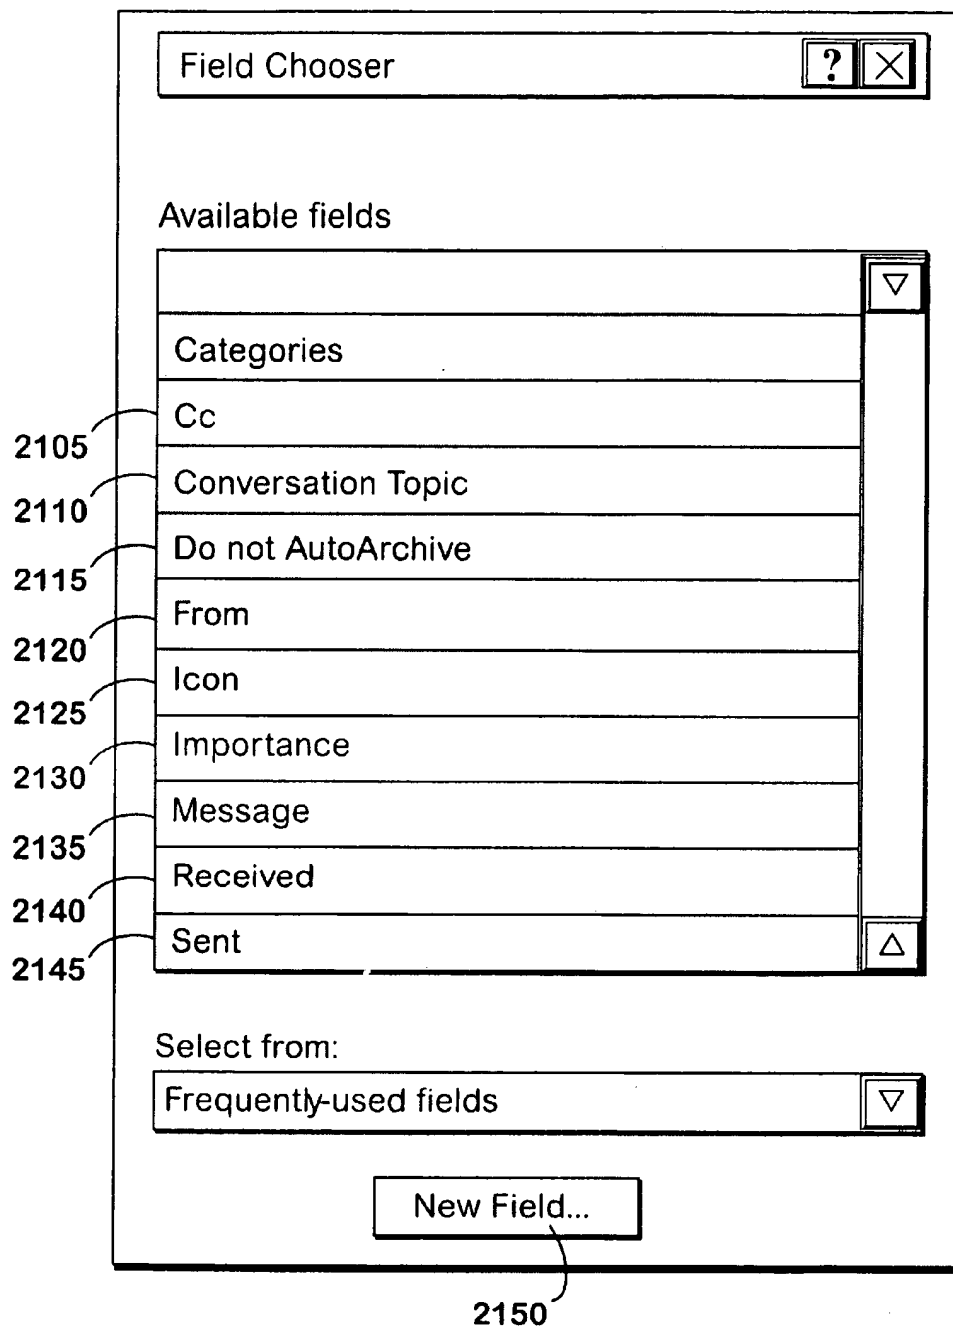 Field Chooser ? X
Available fields
Categories
Cc
2105
Conversation Topic
2110
Do not AutoArchive
2115
From
2120
Icon
2125
Importance
2130
Message
2135
Received
2140
Sent
2145
Select from:
Frequently-used fields
New Field...
2150